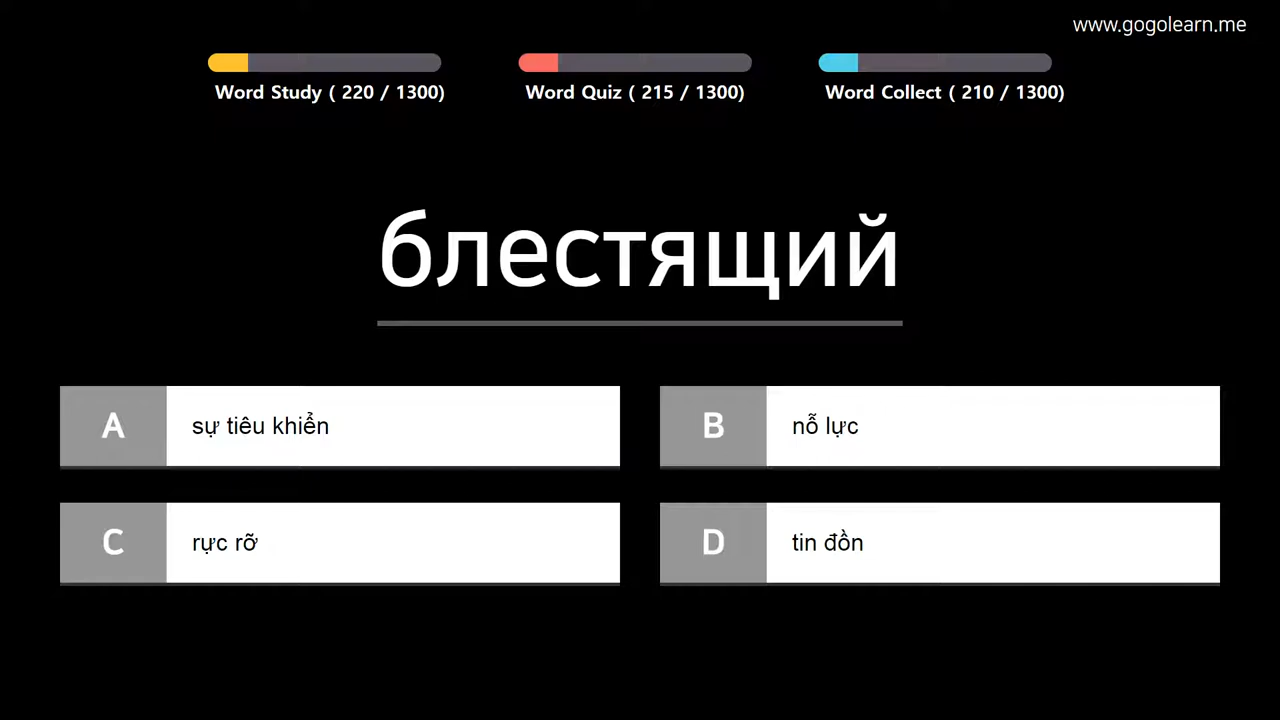 www.gogolearn.me
Word Study ( 220 / 1300)
Word Quiz ( 215 / 1300)
Word Collect ( 210 / 1300)
блестящий
A sự tiêu khiển
B nỗ lực
C rực rỡ
D tin đồn